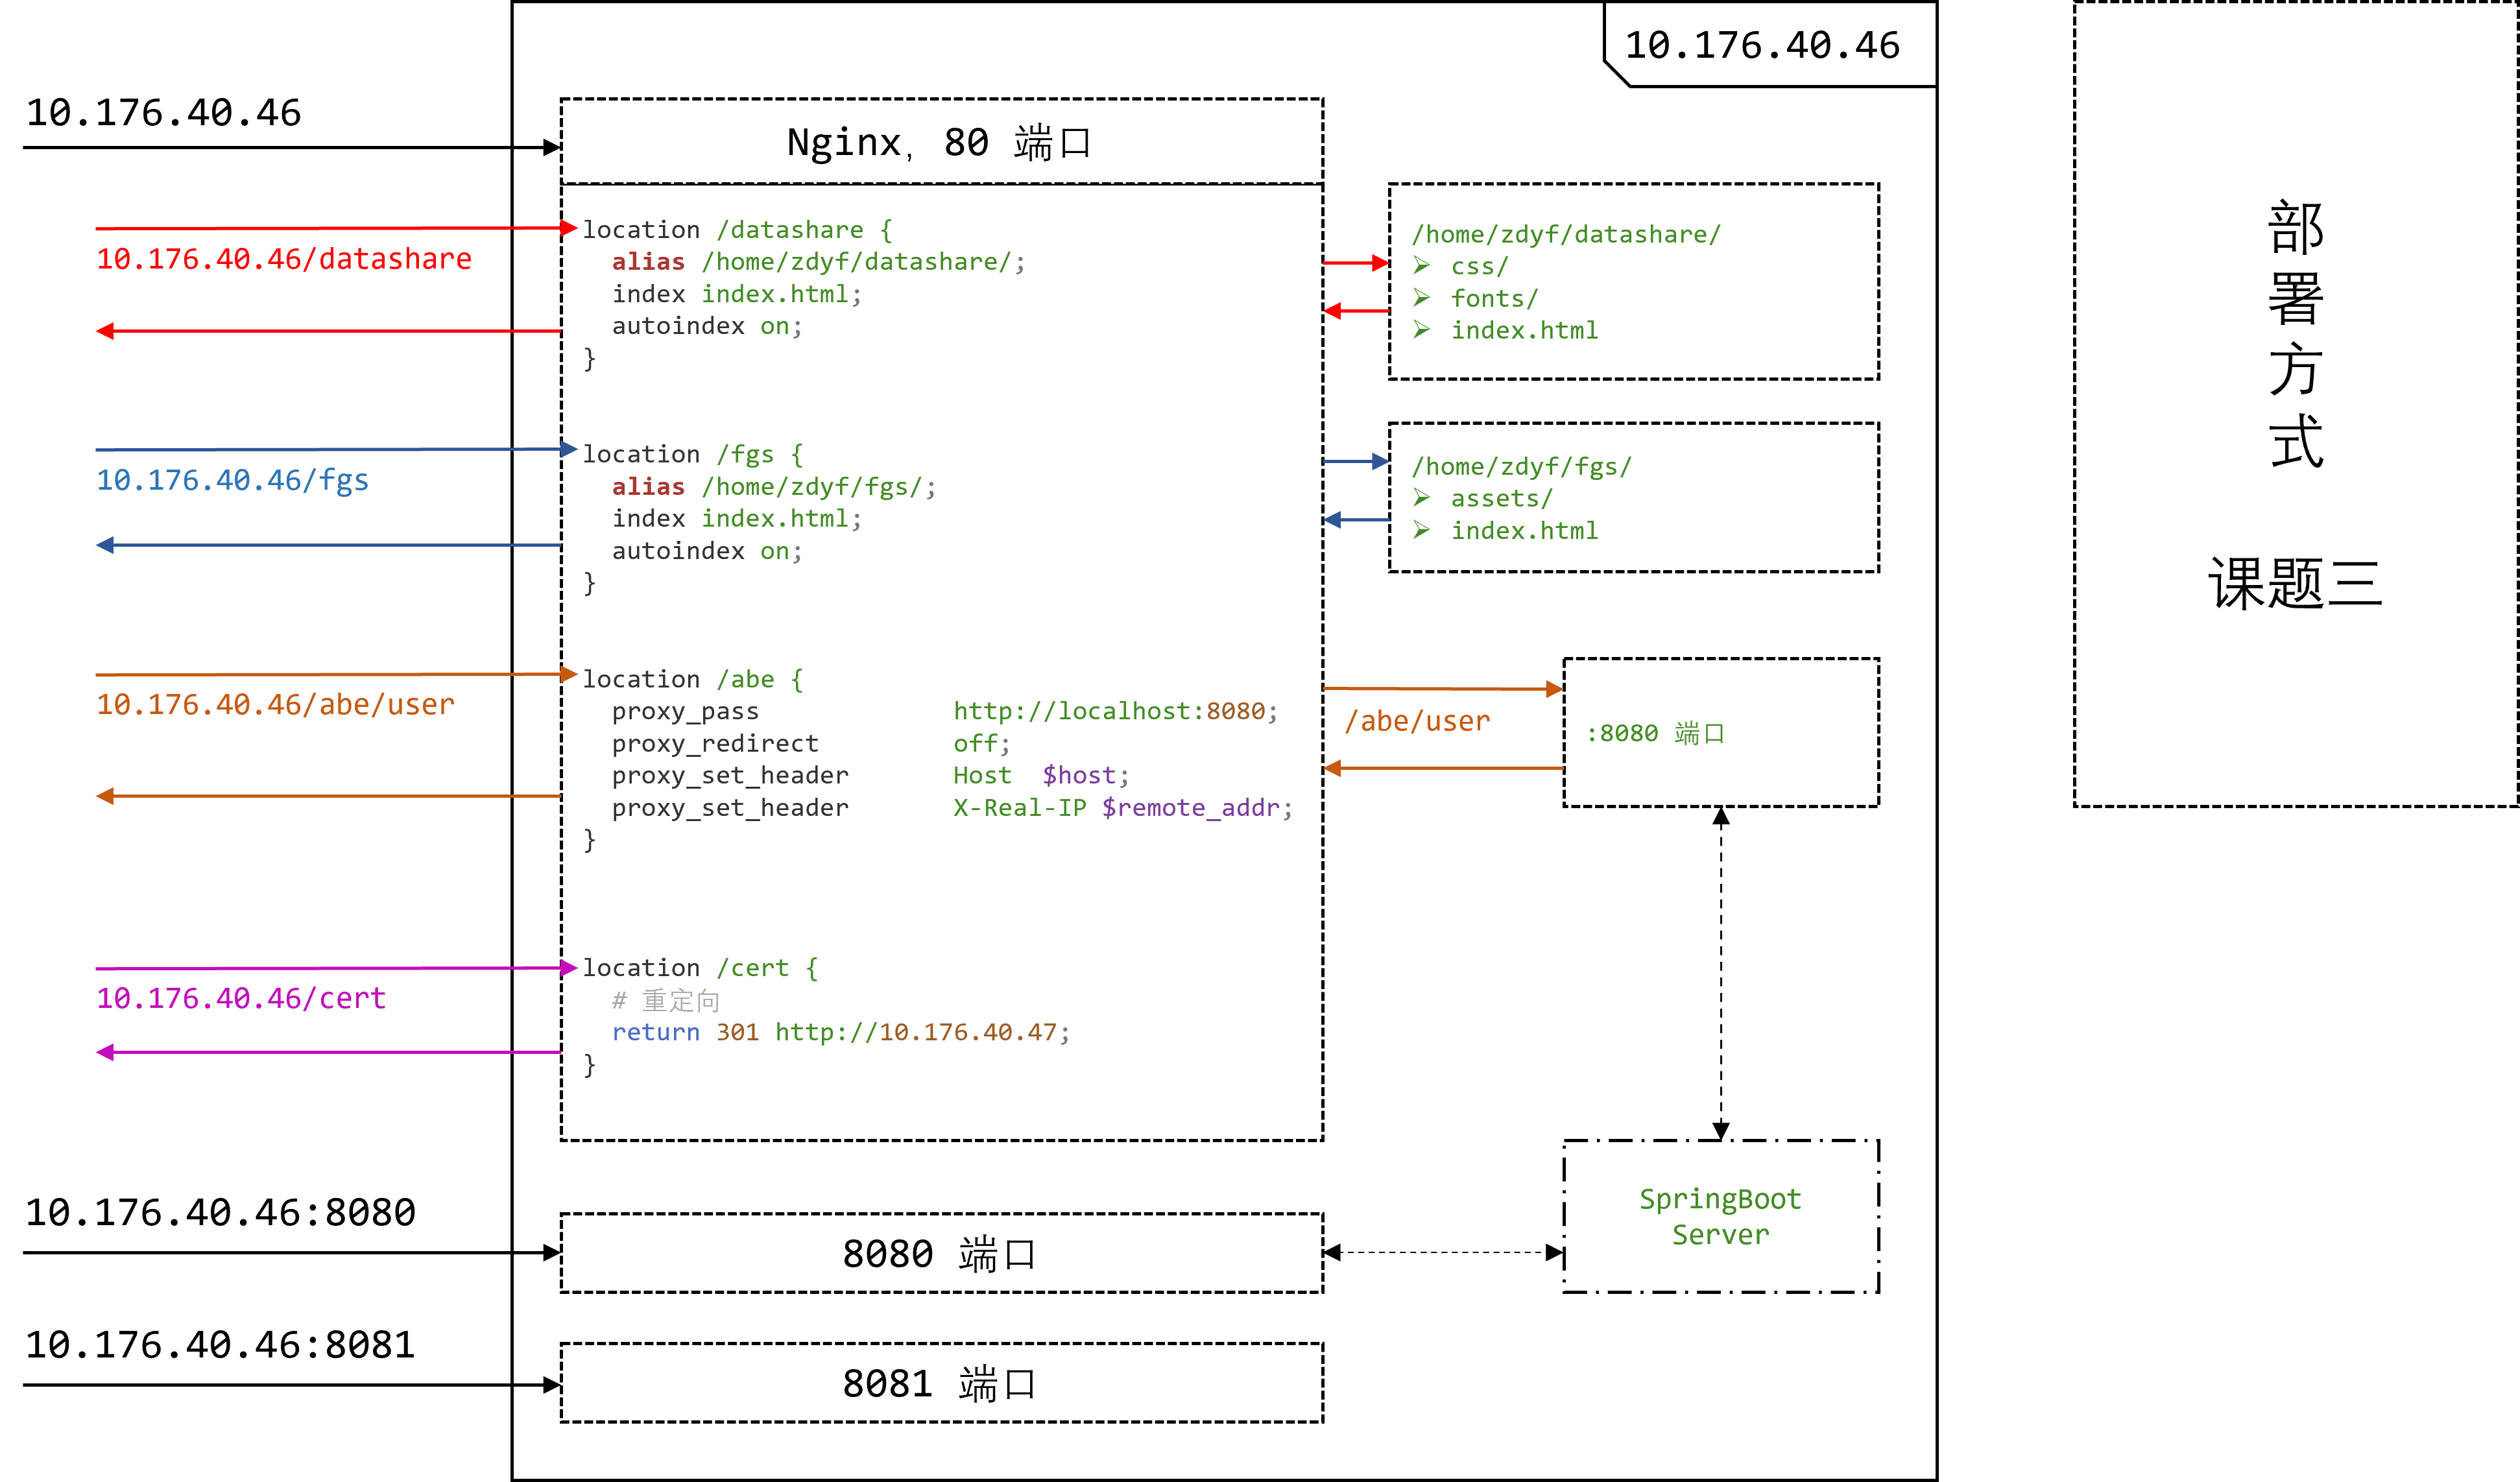 10.176.40.46
10.176.40.46
Nginx, 80 端口
10.176.40.46/datashare
location /datashare {
alias /home/zdyf/datashare/;
index index.html;
autoindex on;
}
/home/zdyf/datashare/
css/
fonts/
index.html
10.176.40.46/fgs
location /fgs {
alias /home/zdyf/fgs/;
index index.html;
autoindex on;
}
/home/zdyf/fgs/
assets/
index.html
10.176.40.46/abe/user
location /abe {
proxy_pass http://localhost:8080;
proxy_redirect off;
proxy_set_header Host $host;
proxy_set_header X-Real-IP $remote_addr;
}
/abe/user
:8080 端口
10.176.40.46/cert
location /cert {
# 重定向
return 301 http://10.176.40.47;
}
10.176.40.46:8080
8080 端口
SpringBoot
Server
10.176.40.46:8081
8081 端口
部
署
方
式
课题三